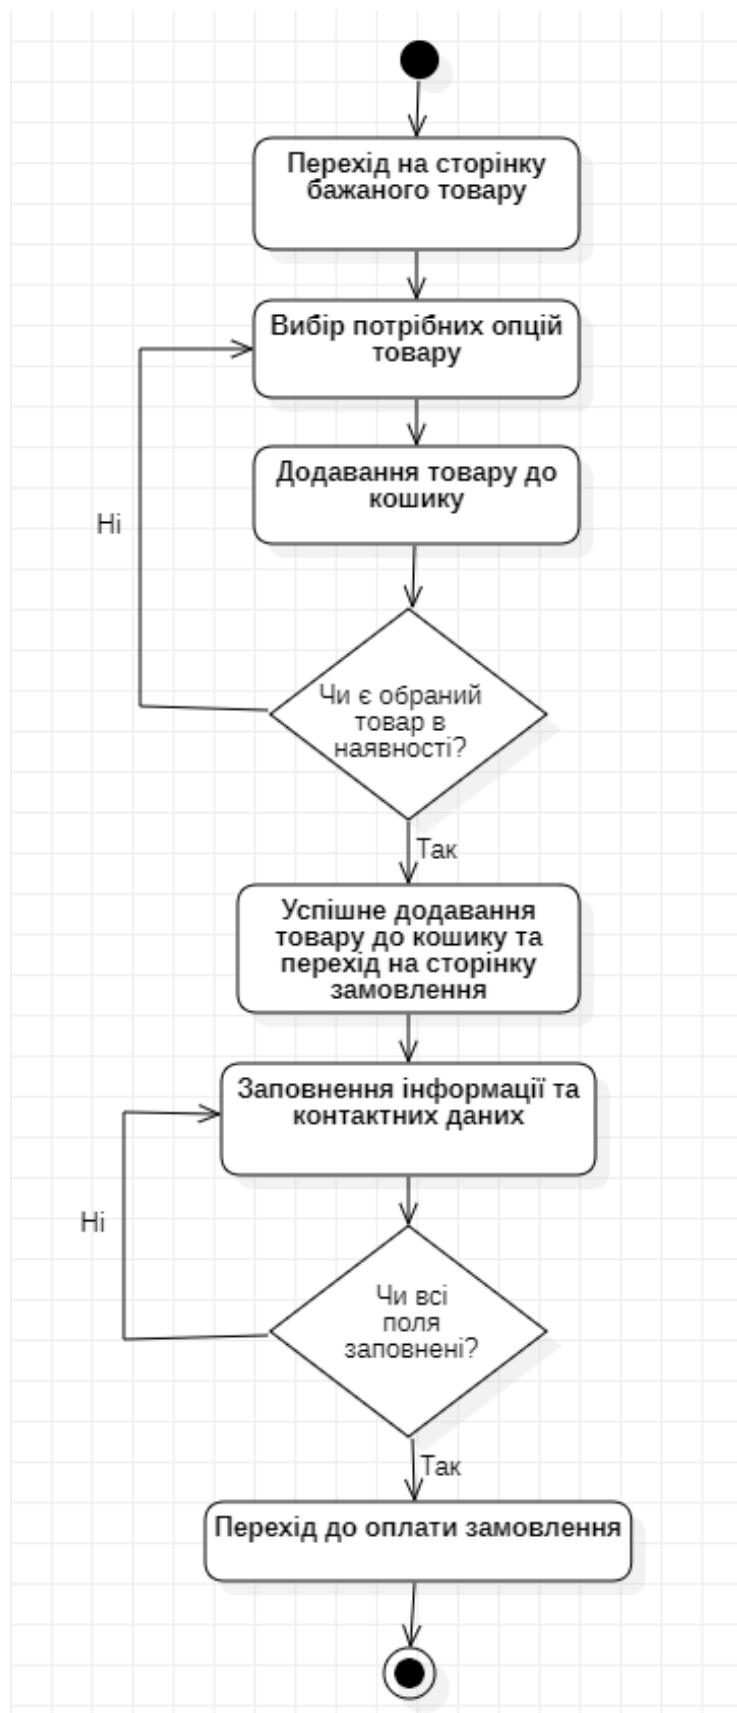 Перехід на сторінку
бажаного товару
Вибір потрібних опцій
товару
Додавання товару до
кошику
Ні
Чи є обраний
товар в
наявності?
Так
Успішне додавання
товару до кошику та
перехід на сторінку
замовлення
Заповнення інформації та
контактних даних
Ні
Чи всі
поля
заповнені?
Так
Перехід до оплати замовлення